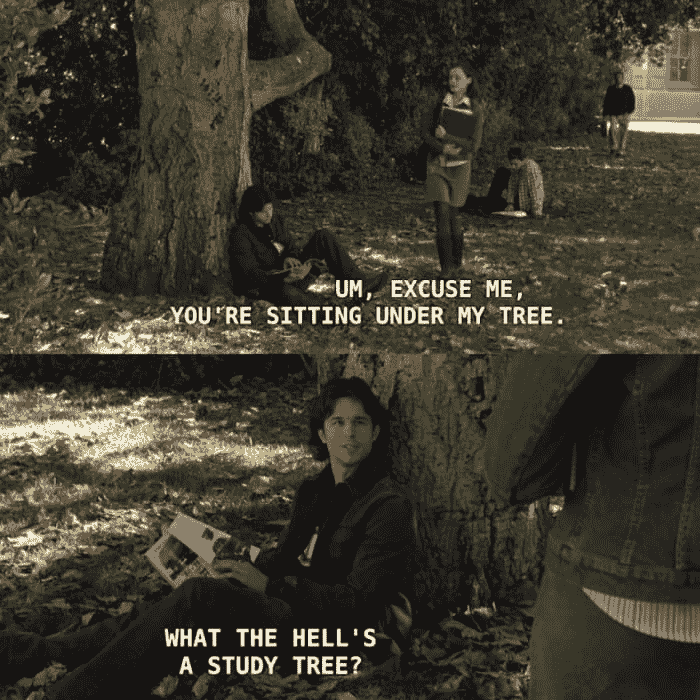 UM, EXCUSE ME,
YOU'RE SITTING UNDER MY TREE.
WHAT THE HELL'S
A STUDY TREE?